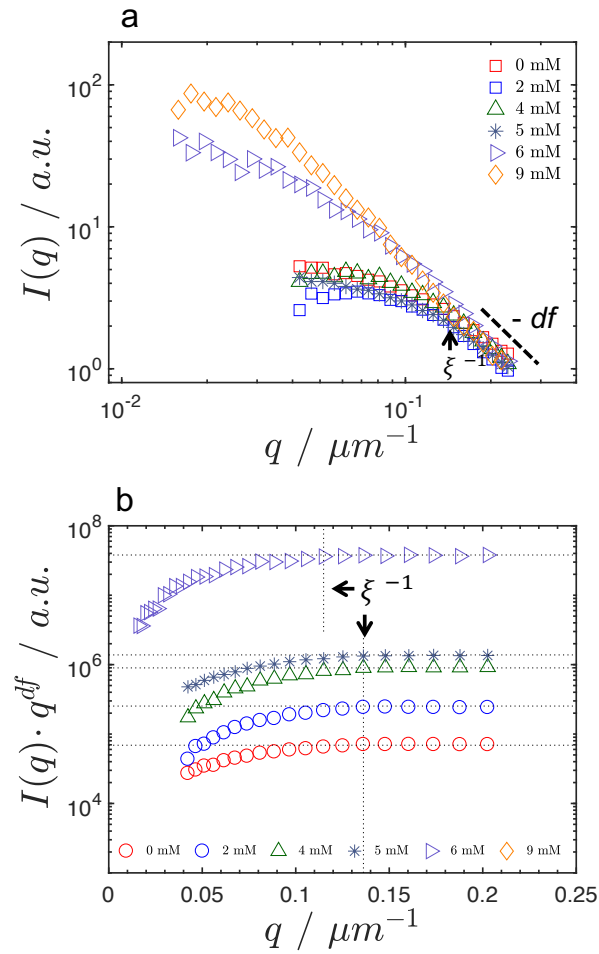 a
I(q) / a.u.
10^2
10^1
10^0
0 mM
2 mM
4 mM
5 mM
6 mM
9 mM
- df
ξ^-1
10^-2
10^-1
q / μm^-1
b
I(q) · q^df / a.u.
10^8
10^6
10^4
ξ^-1
0 mM 2 mM 4 mM 5 mM 6 mM 9 mM
0 0.05 0.1 0.15 0.2 0.25
q / μm^-1